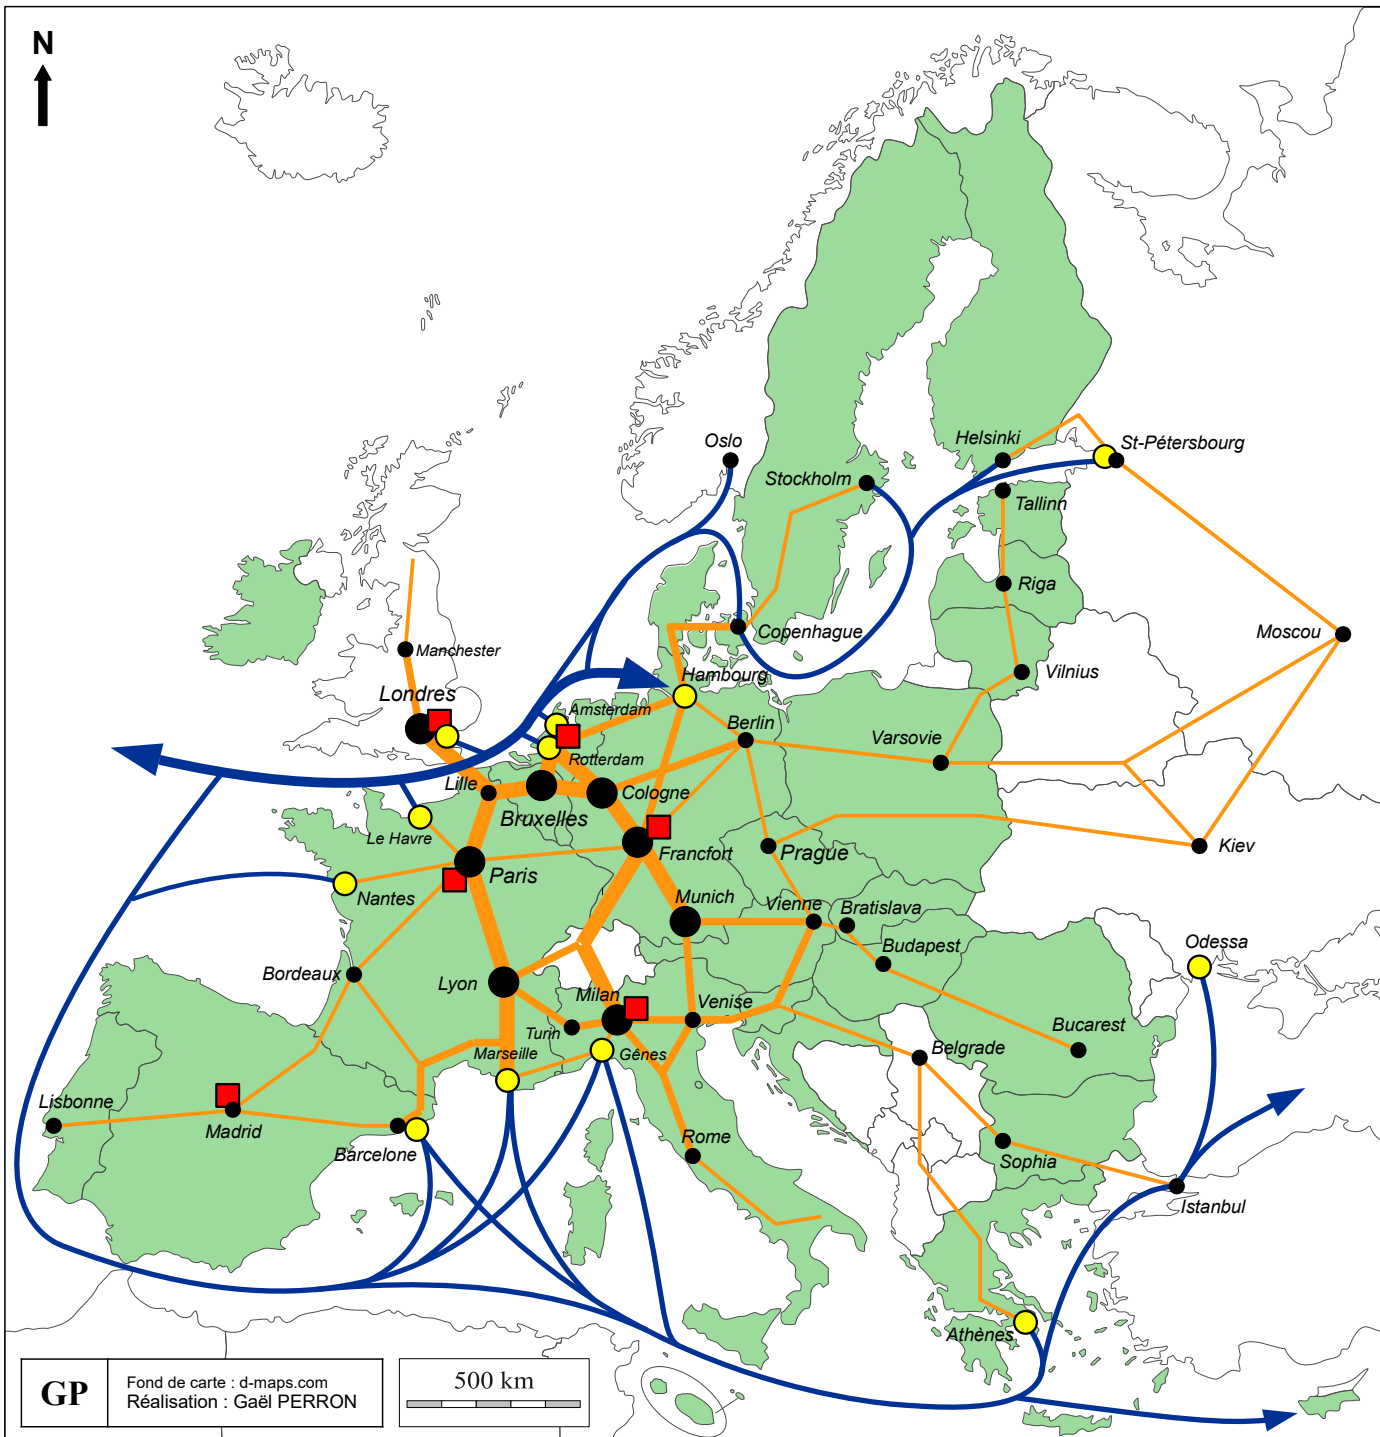 N
Oslo
Helsinki
St-Pétersbourg
Stockholm
Tallinn
Riga
Copenhague
Moscou
Manchester
Vilnius
Hambourg
Londres
Amsterdam
Berlin
Varsovie
Rotterdam
Lille
Cologne
Bruxelles
Le Havre
Francfort
Prague
Kiev
Paris
Nantes
Munich
Vienne
Bratislava
Budapest
Odessa
Bordeaux
Lyon
Milan
Venise
Turin
Bucarest
Marseille
Gênes
Belgrade
Lisbonne
Madrid
Barcelone
Rome
Sophia
Istanbul
Athènes
GP
Fond de carte : d-maps.com
Réalisation : Gaël PERRON
500 km